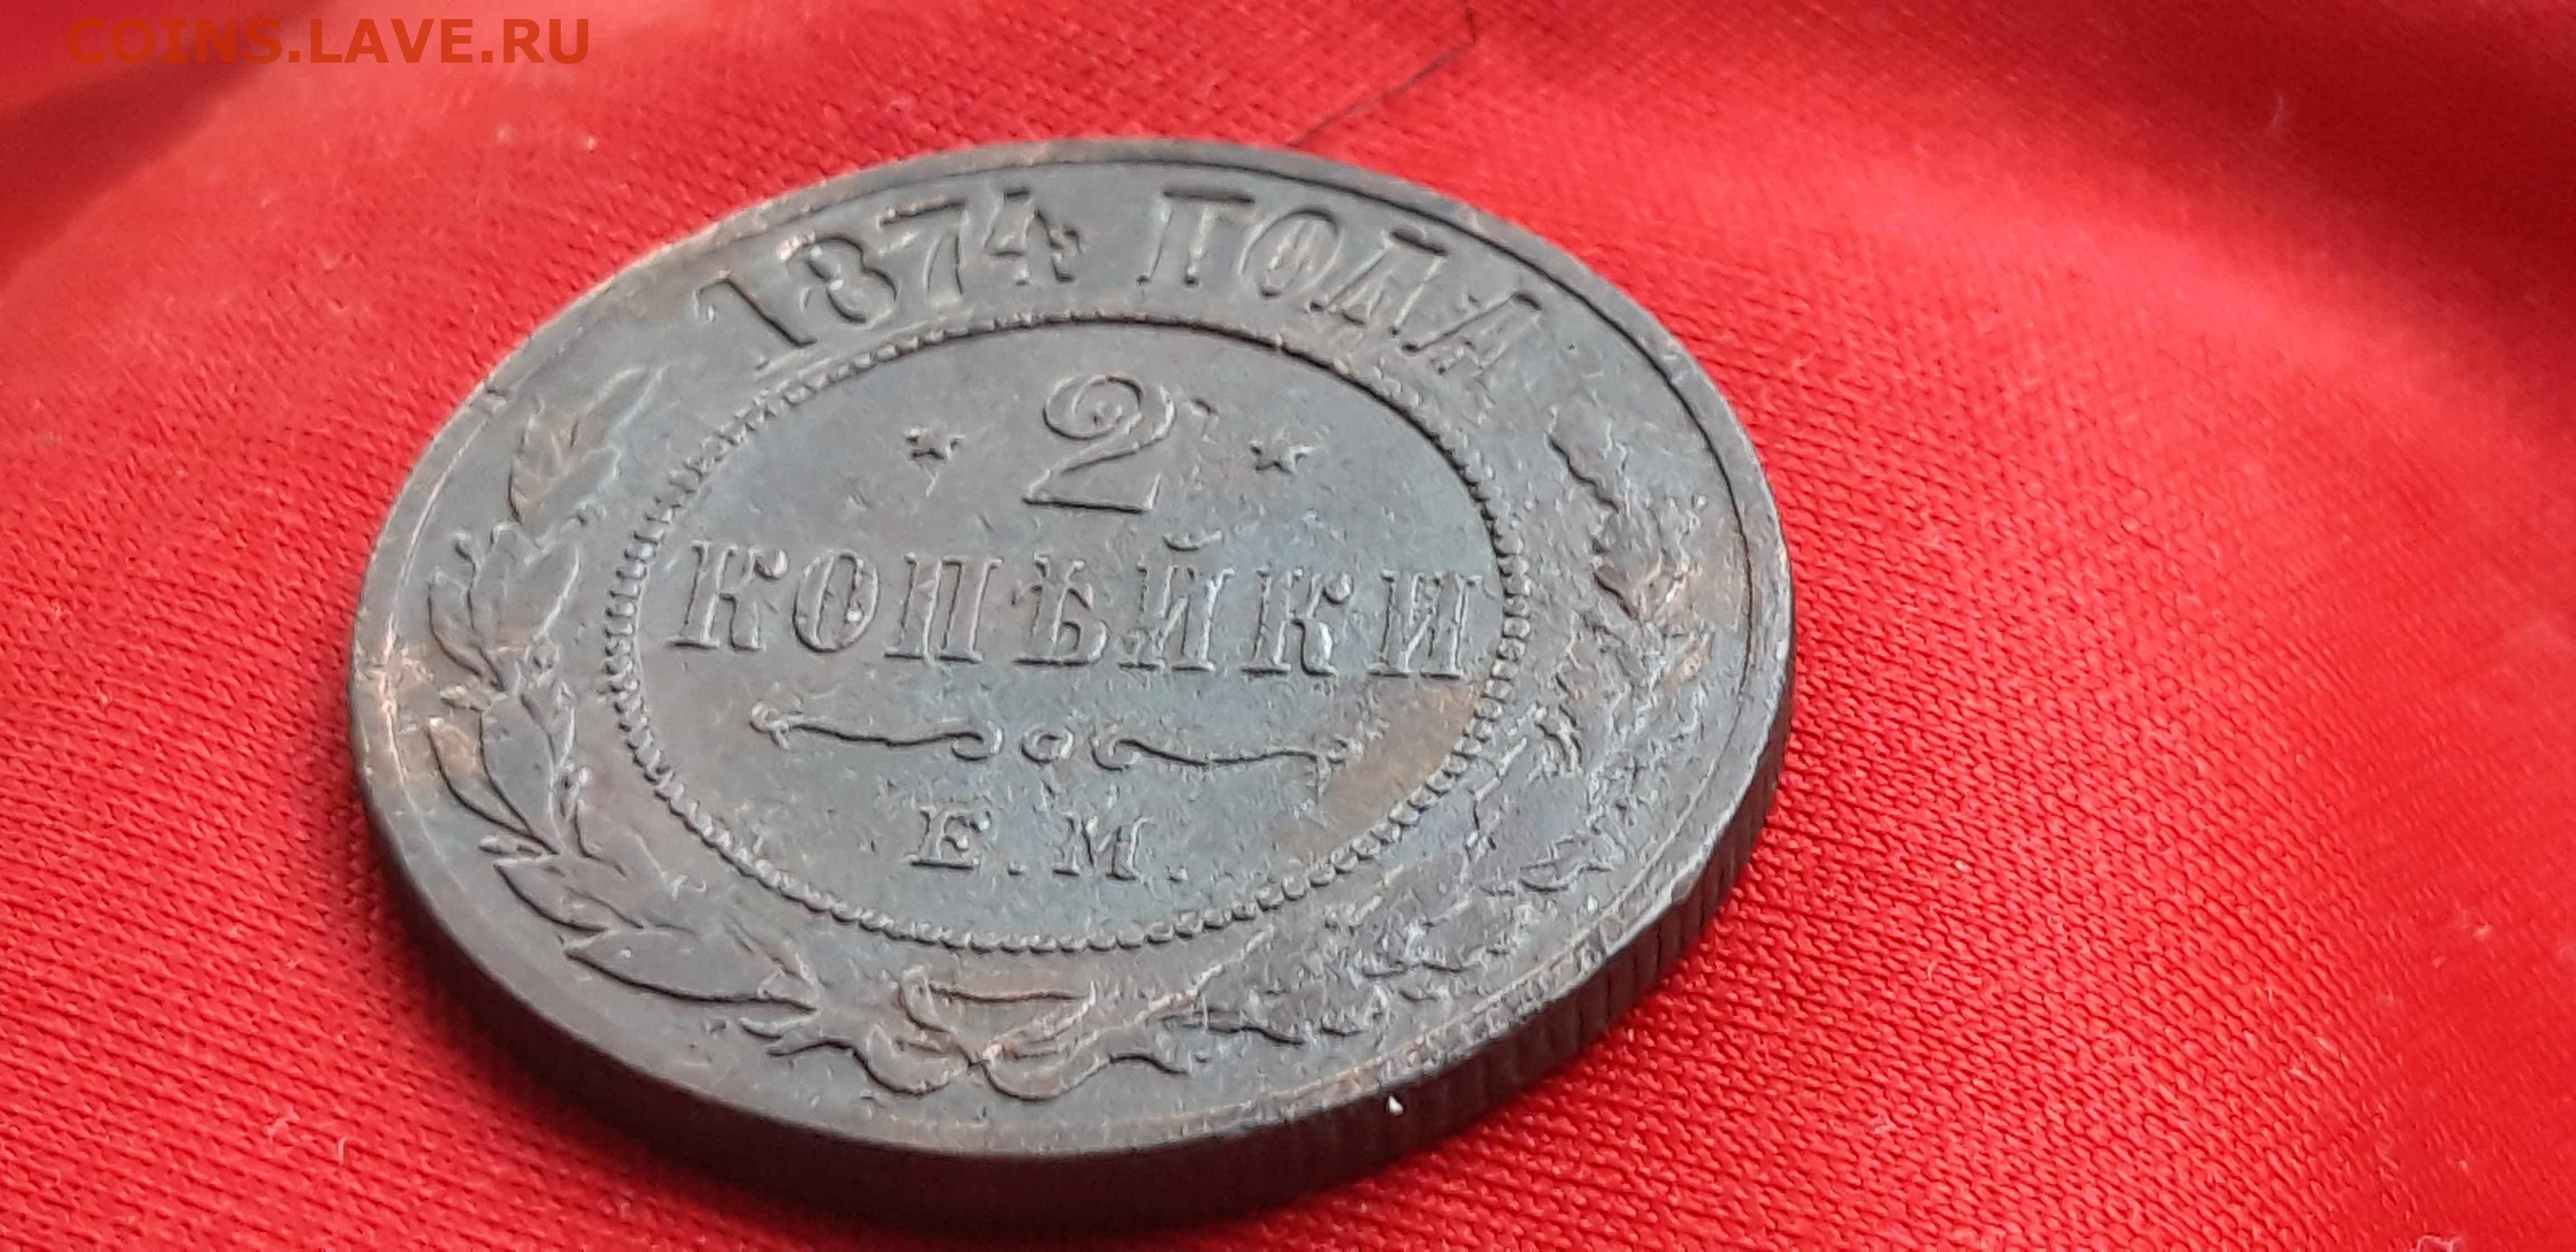 COINS.LAVE.RU
1874 ГОДА
2
КОПѢЙКИ
Е.М.